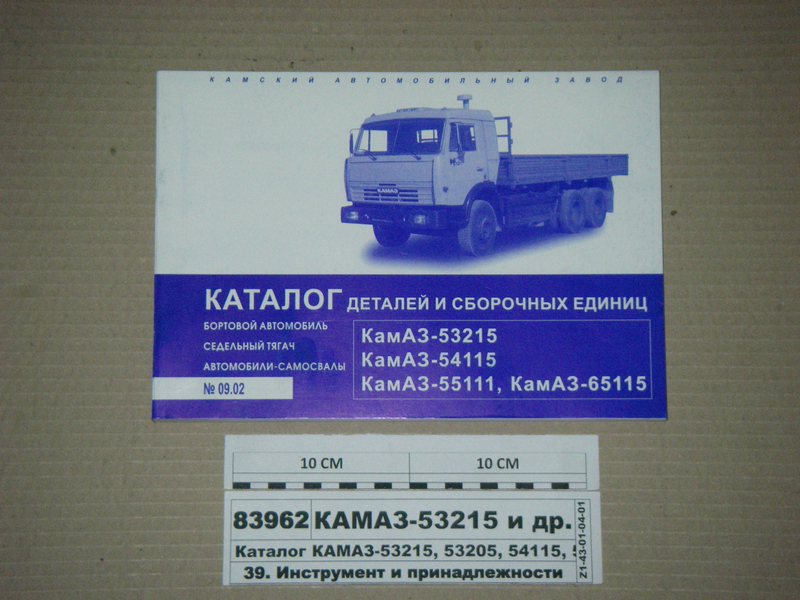 КАМСКИЙ АВТОМОБИЛЬНЫЙ ЗАВОД
КАМАЗ
КАТАЛОГ ДЕТАЛЕЙ И СБОРОЧНЫХ ЕДИНИЦ
БОРТОВОЙ АВТОМОБИЛЬ
КамАЗ-53215
СЕДЕЛЬНЫЙ ТЯГАЧ
КамАЗ-54115
АВТОМОБИЛИ-САМОСВАЛЫ
КамАЗ-55111, КамАЗ-65115
№ 09.02
10 СМ 10 СМ
83962 КАМАЗ-53215 и др.
Каталог КАМАЗ-53215, 53205, 54115,
39. Инструмент и принадлежности
Z1-43-01-04-01